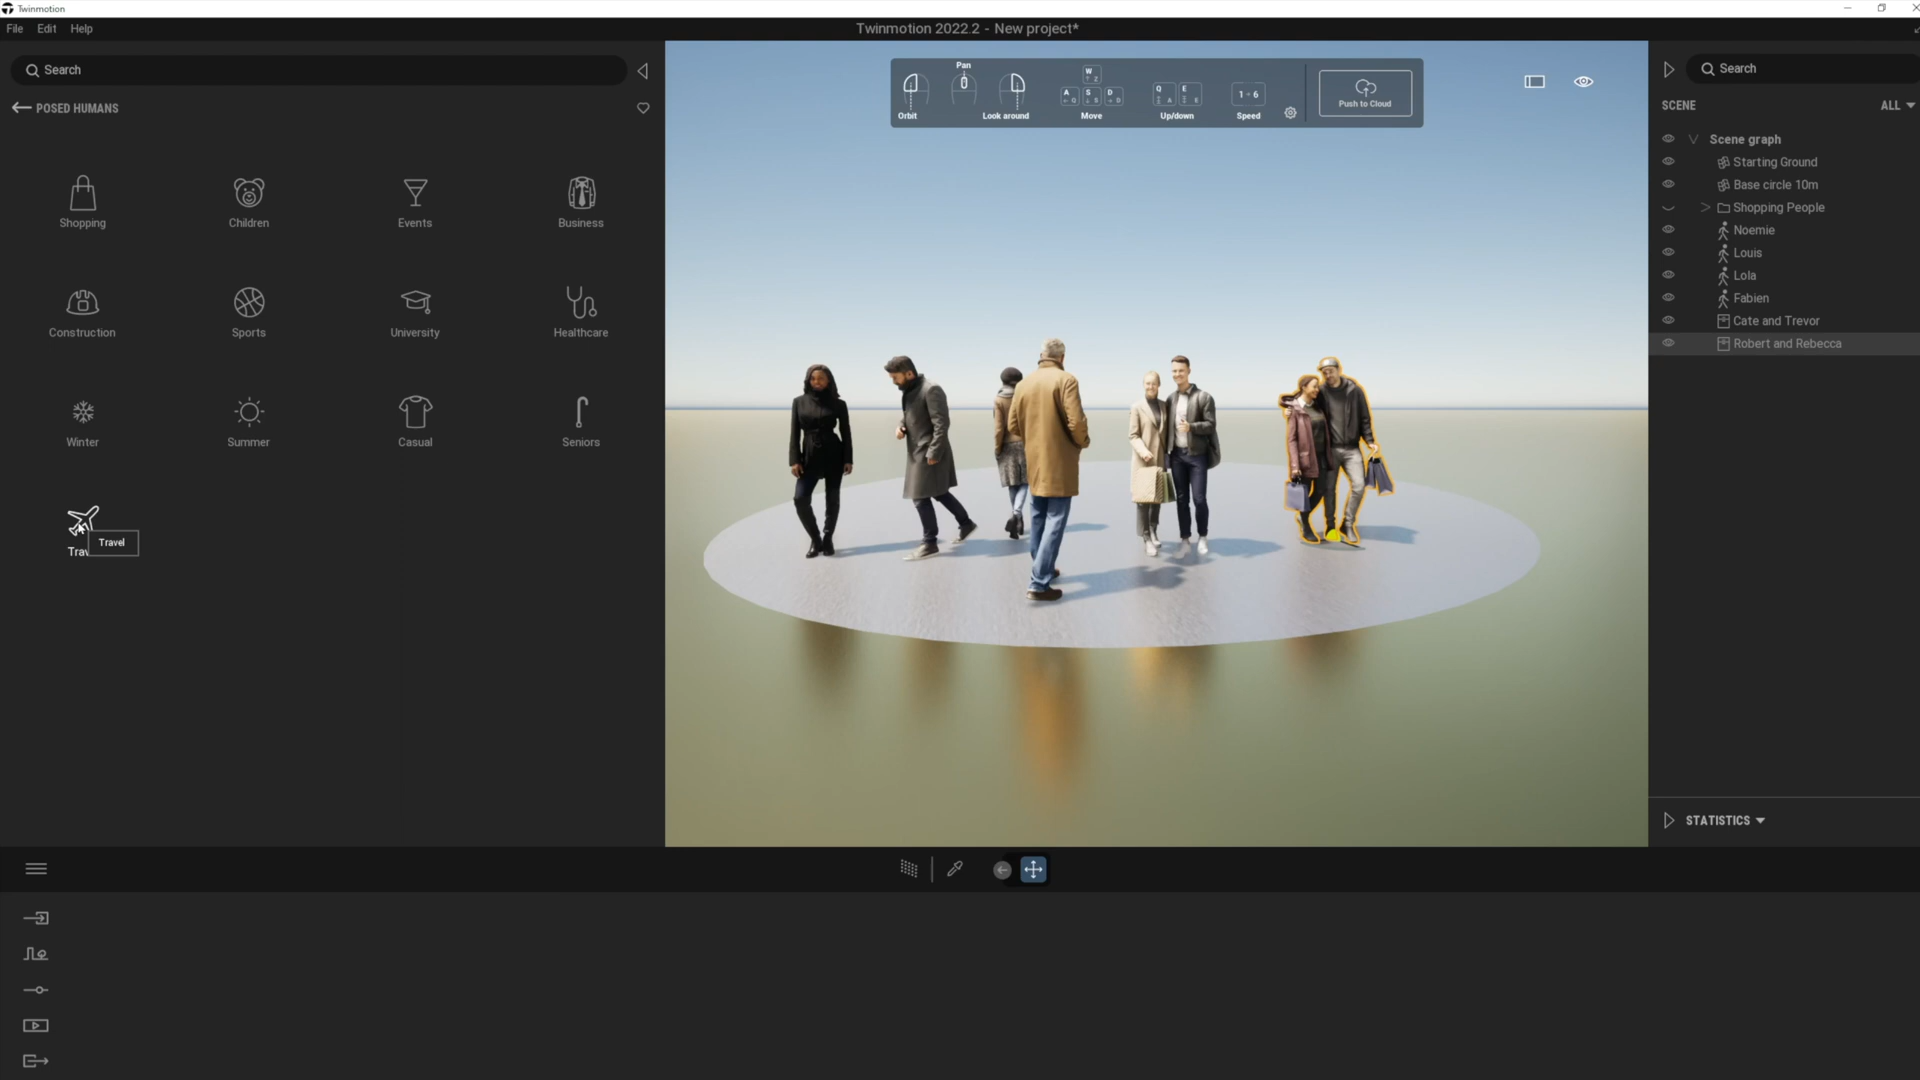 Twinmotion
File Edit Help
Twinmotion 2022.2 - New project*
Search
POSED HUMANS
Shopping
Children
Events
Business
Construction
Sports
University
Healthcare
Winter
Summer
Casual
Seniors
Trav
Travel
Pan
Orbit
Look around
W
Z
A
Q
S
S
D
D
Move
Q
A
E
E
Up/down
1 - 6
Speed
Push to Cloud
Search
SCENE
ALL
Scene graph
Starting Ground
Base circle 10m
Shopping People
Noemie
Louis
Lola
Fabien
Cate and Trevor
Robert and Rebecca
STATISTICS